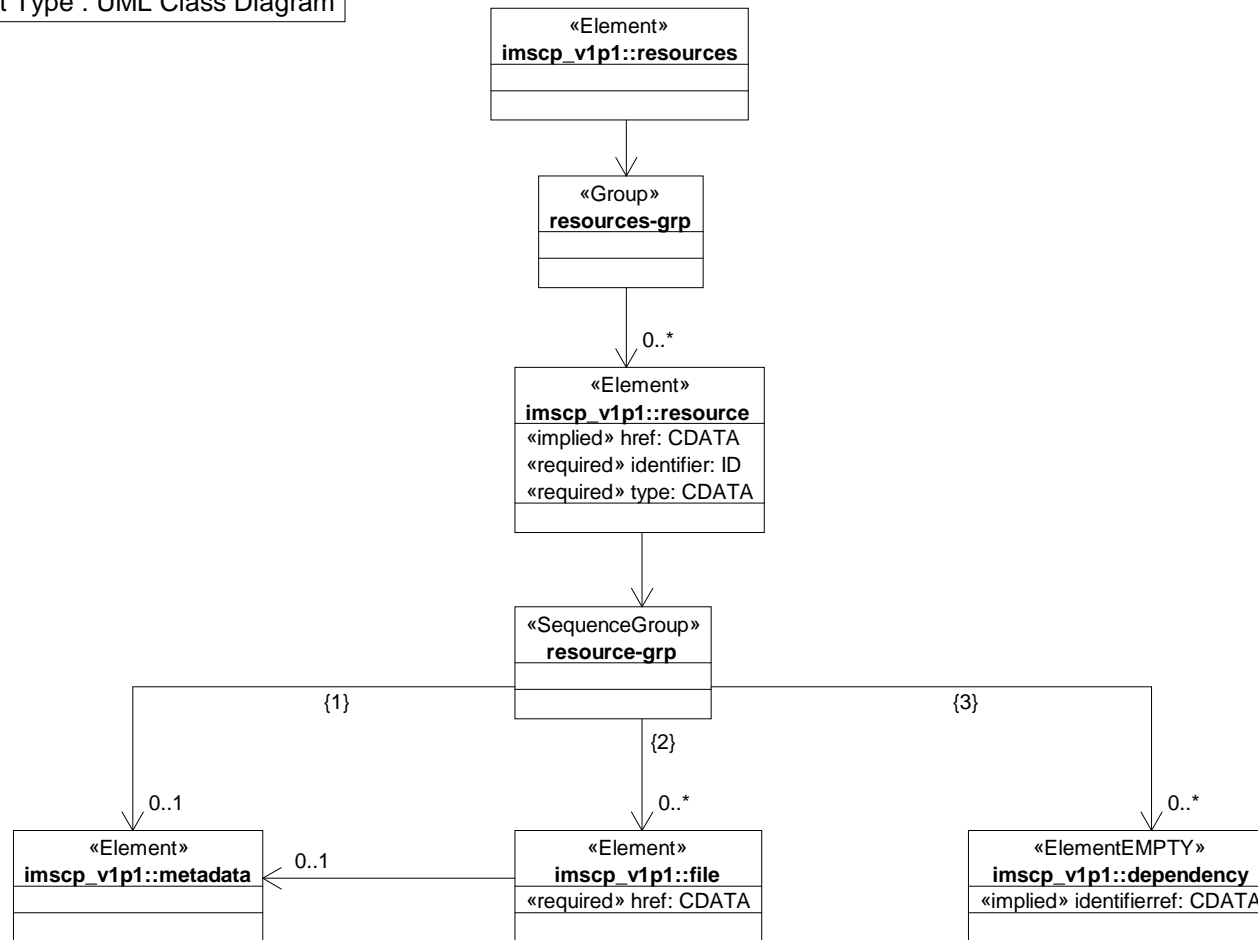 t Type : UML Class Diagram
«Element»
imscp_v1p1::resources
«Group»
resources-grp
0..*
«Element»
imscp_v1p1::resource
«implied» href: CDATA
«required» identifier: ID
«required» type: CDATA
«SequenceGroup»
resource-grp
{1}
{3}
{2}
0..1
0..*
0..*
«Element»
imscp_v1p1::metadata
0..1
«Element»
imscp_v1p1::file
«required» href: CDATA
«ElementEMPTY»
imscp_v1p1::dependency
«implied» identifierref: CDATA